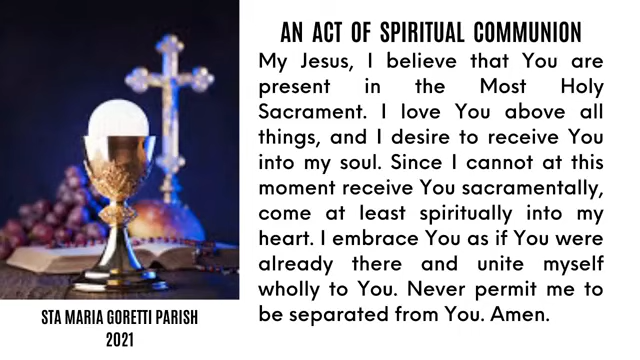 AN ACT OF SPIRITUAL COMMUNION
My Jesus, I believe that You are
present in the Most Holy
Sacrament. I love You above all
things, and I desire to receive You
into my soul. Since I cannot at this
moment receive You sacramentally,
come at least spiritually into my
heart. I embrace You as if You were
already there and unite myself
wholly to You. Never permit me to
be separated from You. Amen.
STA MARIA GORETTI PARISH
2021